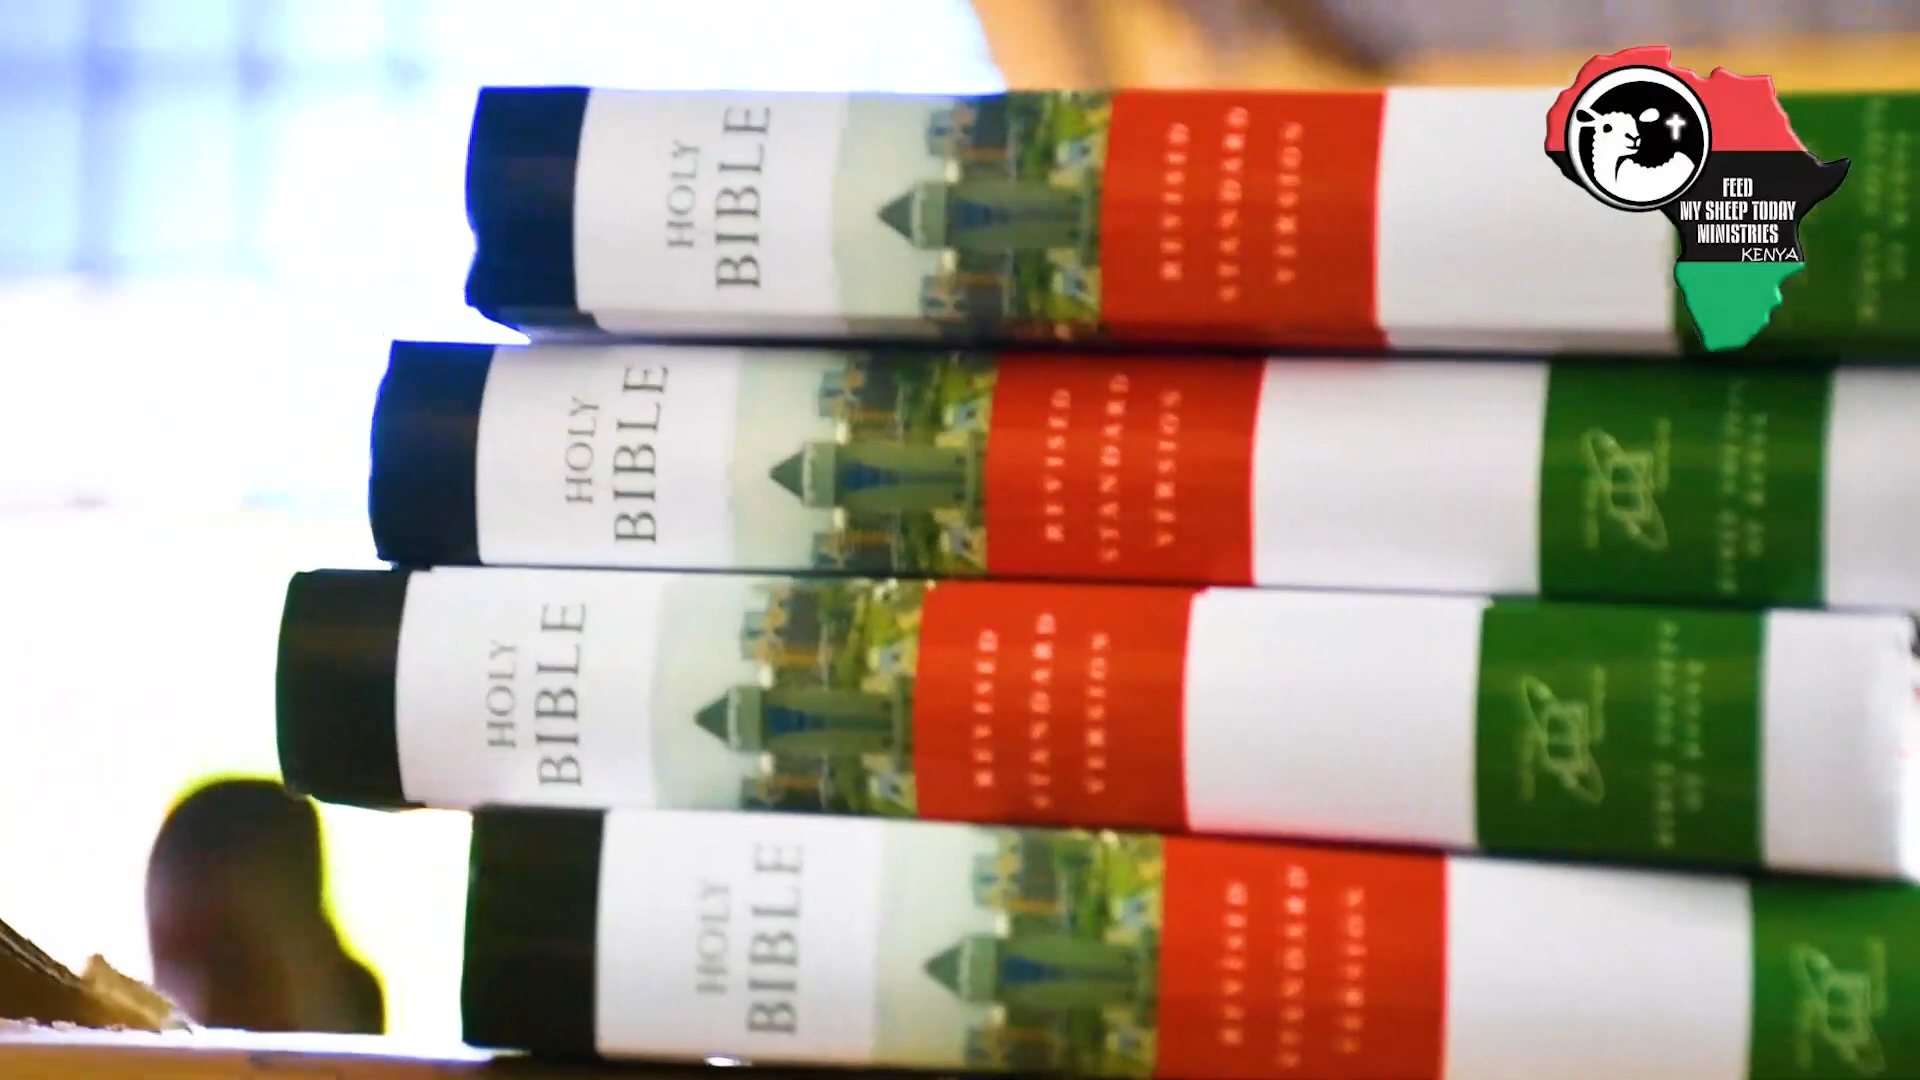 HOLY
BIBLE
REVISED
STANDARD
VERSION
FEED
MY SHEEP TODAY
MINISTRIES
KENYA
HOLY
BIBLE
REVISED
STANDARD
VERSION
HOLY
BIBLE
REVISED
STANDARD
VERSION
HOLY
BIBLE
REVISED
STANDARD
VERSION